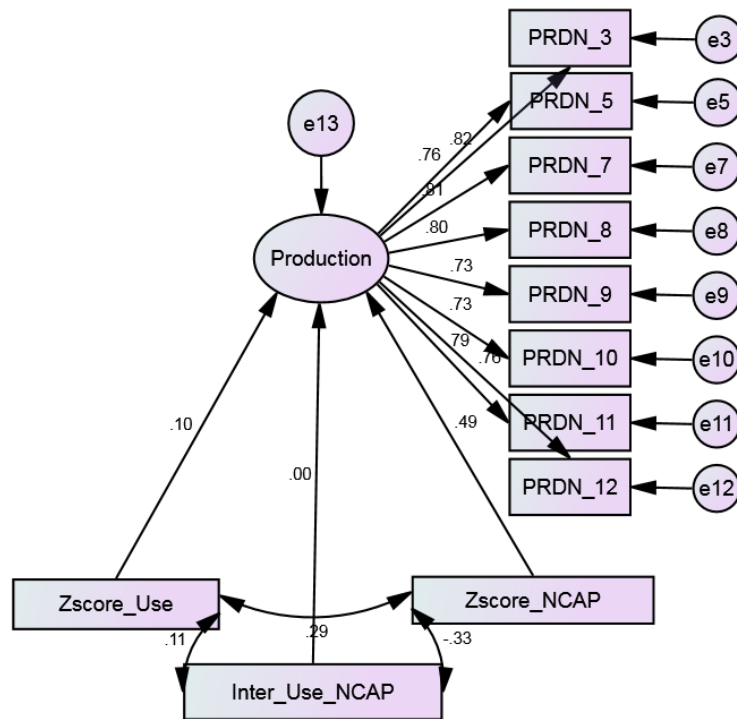 PRDN_3
e3
e13
.82
PRDN_5
e5
.76
PRDN_7
e7
.81
.80
PRDN_8
e8
Production
.73
PRDN_9
e9
.73
.79
.76
PRDN_10
e10
.10
.49
PRDN_11
e11
.00
PRDN_12
e12
Zscore_Use
Zscore_NCAP
.11
.29
-.33
Inter_Use_NCAP